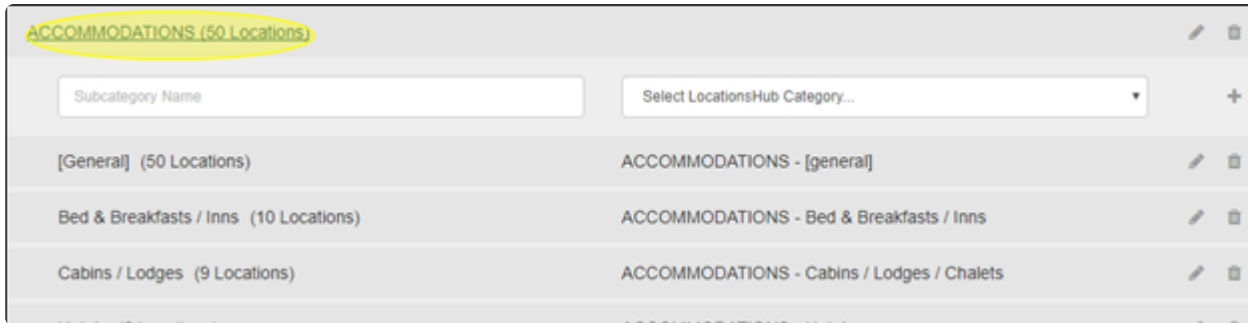 ACCOMMODATIONS (50 Locations)
Subcategory Name Select LocationsHub Category...
[General] (50 Locations) ACCOMMODATIONS - [general]
Bed & Breakfasts / Inns (10 Locations) ACCOMMODATIONS - Bed & Breakfasts / Inns
Cabins / Lodges (9 Locations) ACCOMMODATIONS - Cabins / Lodges / Chalets